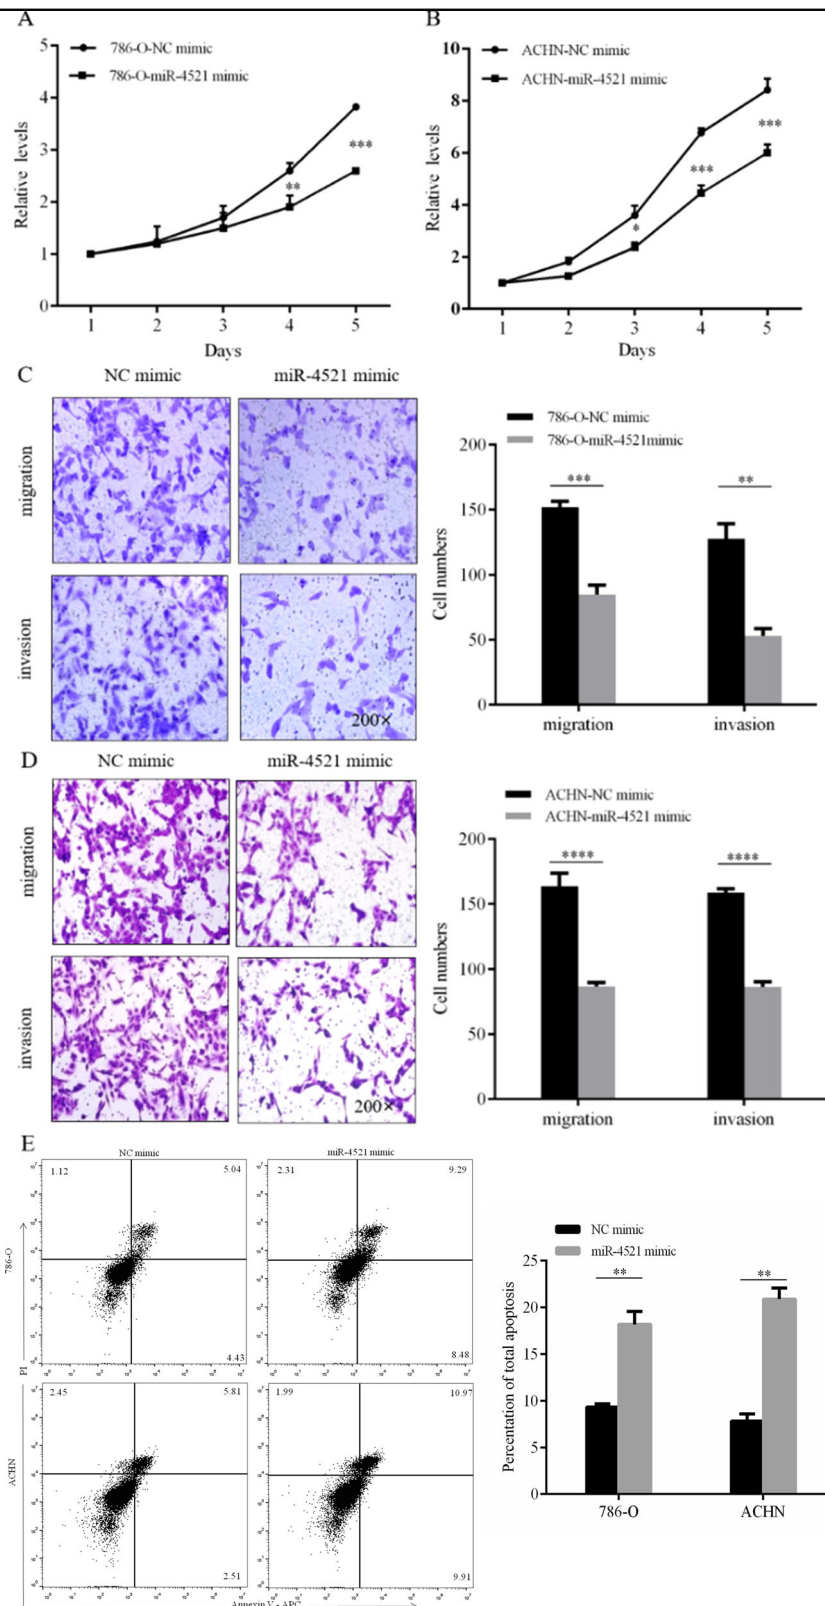 A
786-O-NC mimic
786-O-miR-4521 mimic
Relative levels
5
4
3
2
1
0
**
***
1 2 3 4 5
Days
B
ACHN-NC mimic
ACHN-miR-4521 mimic
Relative levels
10
8
6
4
2
0
*
***
***
1 2 3 4 5
Days
C
NC mimic miR-4521 mimic
migration
invasion
200×
786-O-NC mimic
786-O-miR-4521mimic
Cell numbers
200
150
100
50
0
*** **
migration invasion
D
NC mimic miR-4521 mimic
migration
invasion
200×
ACHN-NC mimic
ACHN-miR-4521 mimic
Cell numbers
200
150
100
50
0
**** ****
migration invasion
E
NC mimic miR-4521 mimic
786-O
1.12 5.04
4.43
2.31 9.29
8.48
PI
ACHN
2.45 5.81
2.51
1.99 10.97
9.91
Annexin V - APC
NC mimic
miR-4521 mimic
Percentation of total apoptosis
25
20
15
10
5
0
** **
786-O ACHN